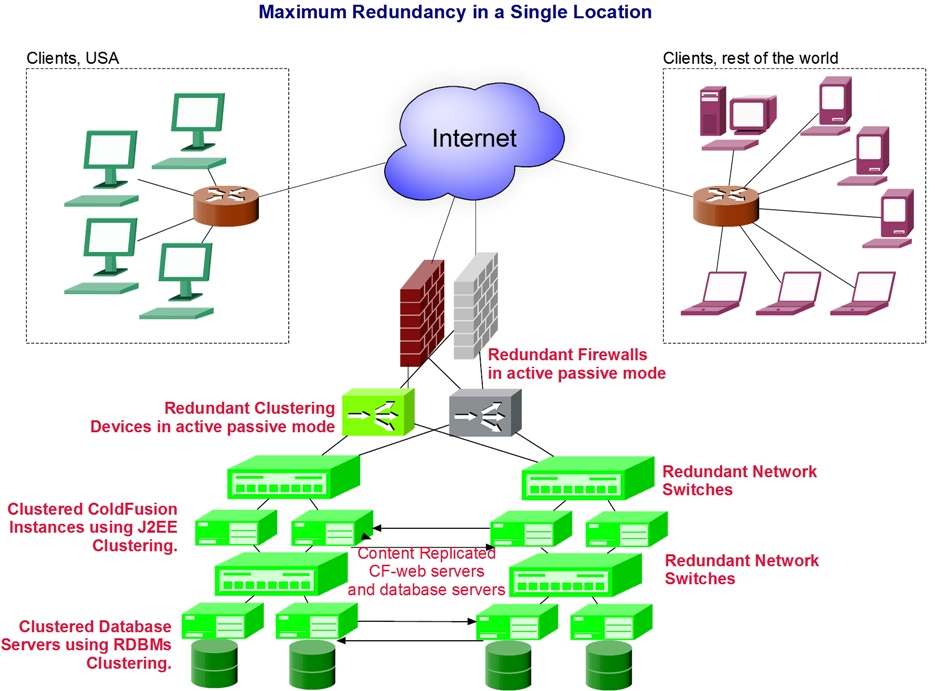 Maximum Redundancy in a Single Location
Clients, USA
Clients, rest of the world
Internet
Redundant Firewalls
in active passive mode
Redundant Clustering
Devices in active passive mode
Redundant Network
Switches
Clustered ColdFusion
Instances using J2EE
Clustering.
Content Replicated
CF-web servers
and database servers
Redundant Network
Switches
Clustered Database
Servers using RDBMs
Clustering.